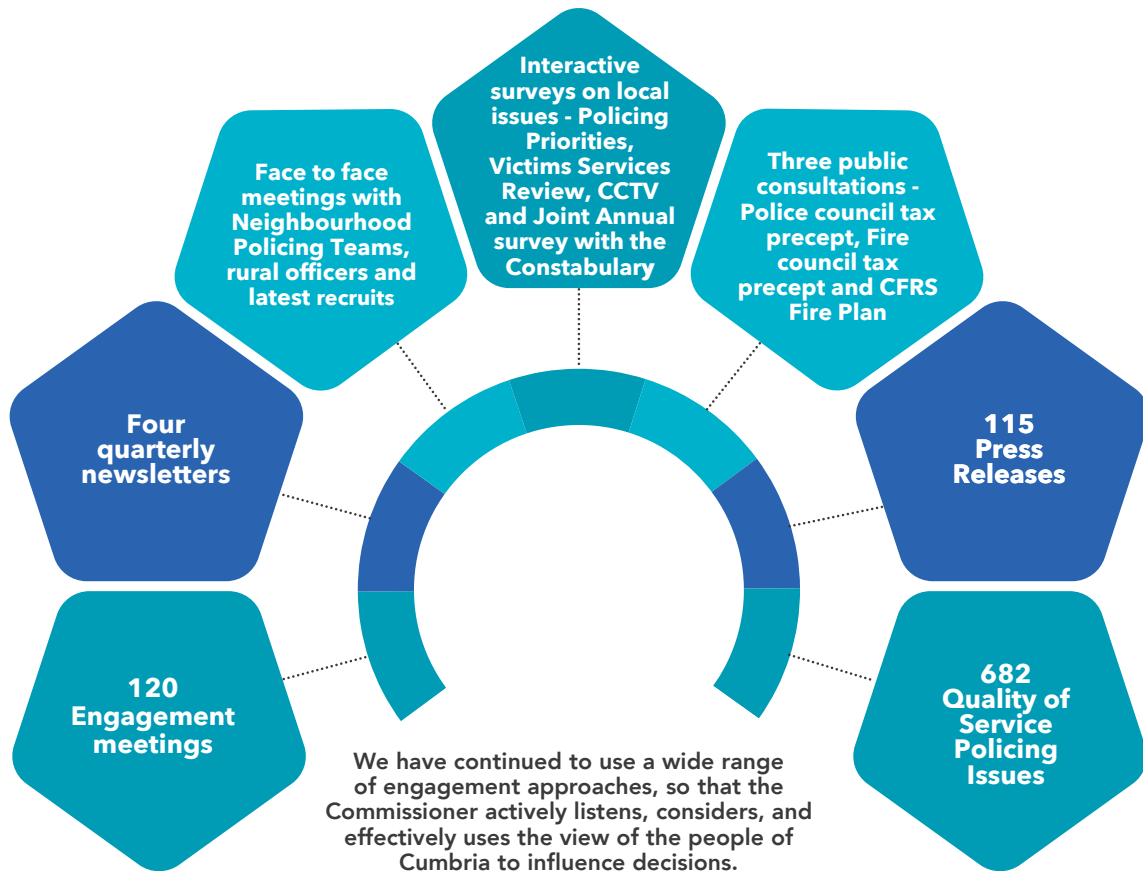 Interactive
surveys on local
issues - Policing
Priorities,
Victims Services
Review, CCTV
and Joint Annual
survey with the
Constabulary
Face to face
meetings with
Neighbourhood
Policing Teams,
rural officers and
latest recruits
Three public
consultations -
Police council tax
precept, Fire
council tax
precept and CFRS
Fire Plan
Four
quarterly
newsletters
115
Press
Releases
120
Engagement
meetings
682
Quality of
Service
Policing
Issues
We have continued to use a wide range
of engagement approaches, so that the
Commissioner actively listens, considers, and
effectively uses the view of the people of
Cumbria to influence decisions.